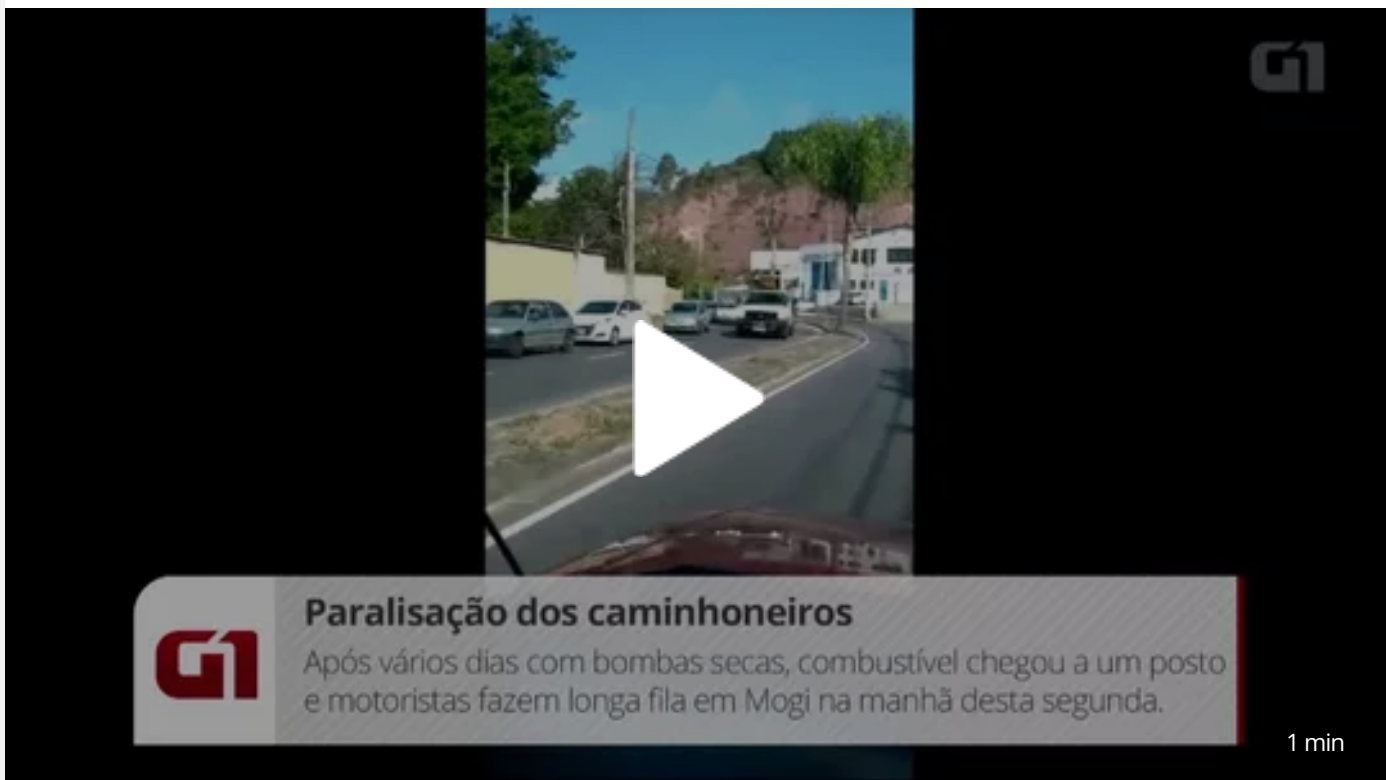 G1
Paralisação dos caminhoneiros
G1
Após vários dias com bombas secas, combustível chegou a um posto
e motoristas fazem longa fila em Mogi na manhã desta segunda.
1 min